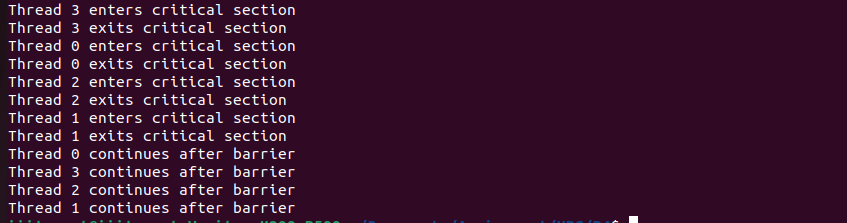 Thread 3 enters critical section
Thread 3 exits critical section
Thread 0 enters critical section
Thread 0 exits critical section
Thread 2 enters critical section
Thread 2 exits critical section
Thread 1 enters critical section
Thread 1 exits critical section
Thread 0 continues after barrier
Thread 3 continues after barrier
Thread 2 continues after barrier
Thread 1 continues after barrier